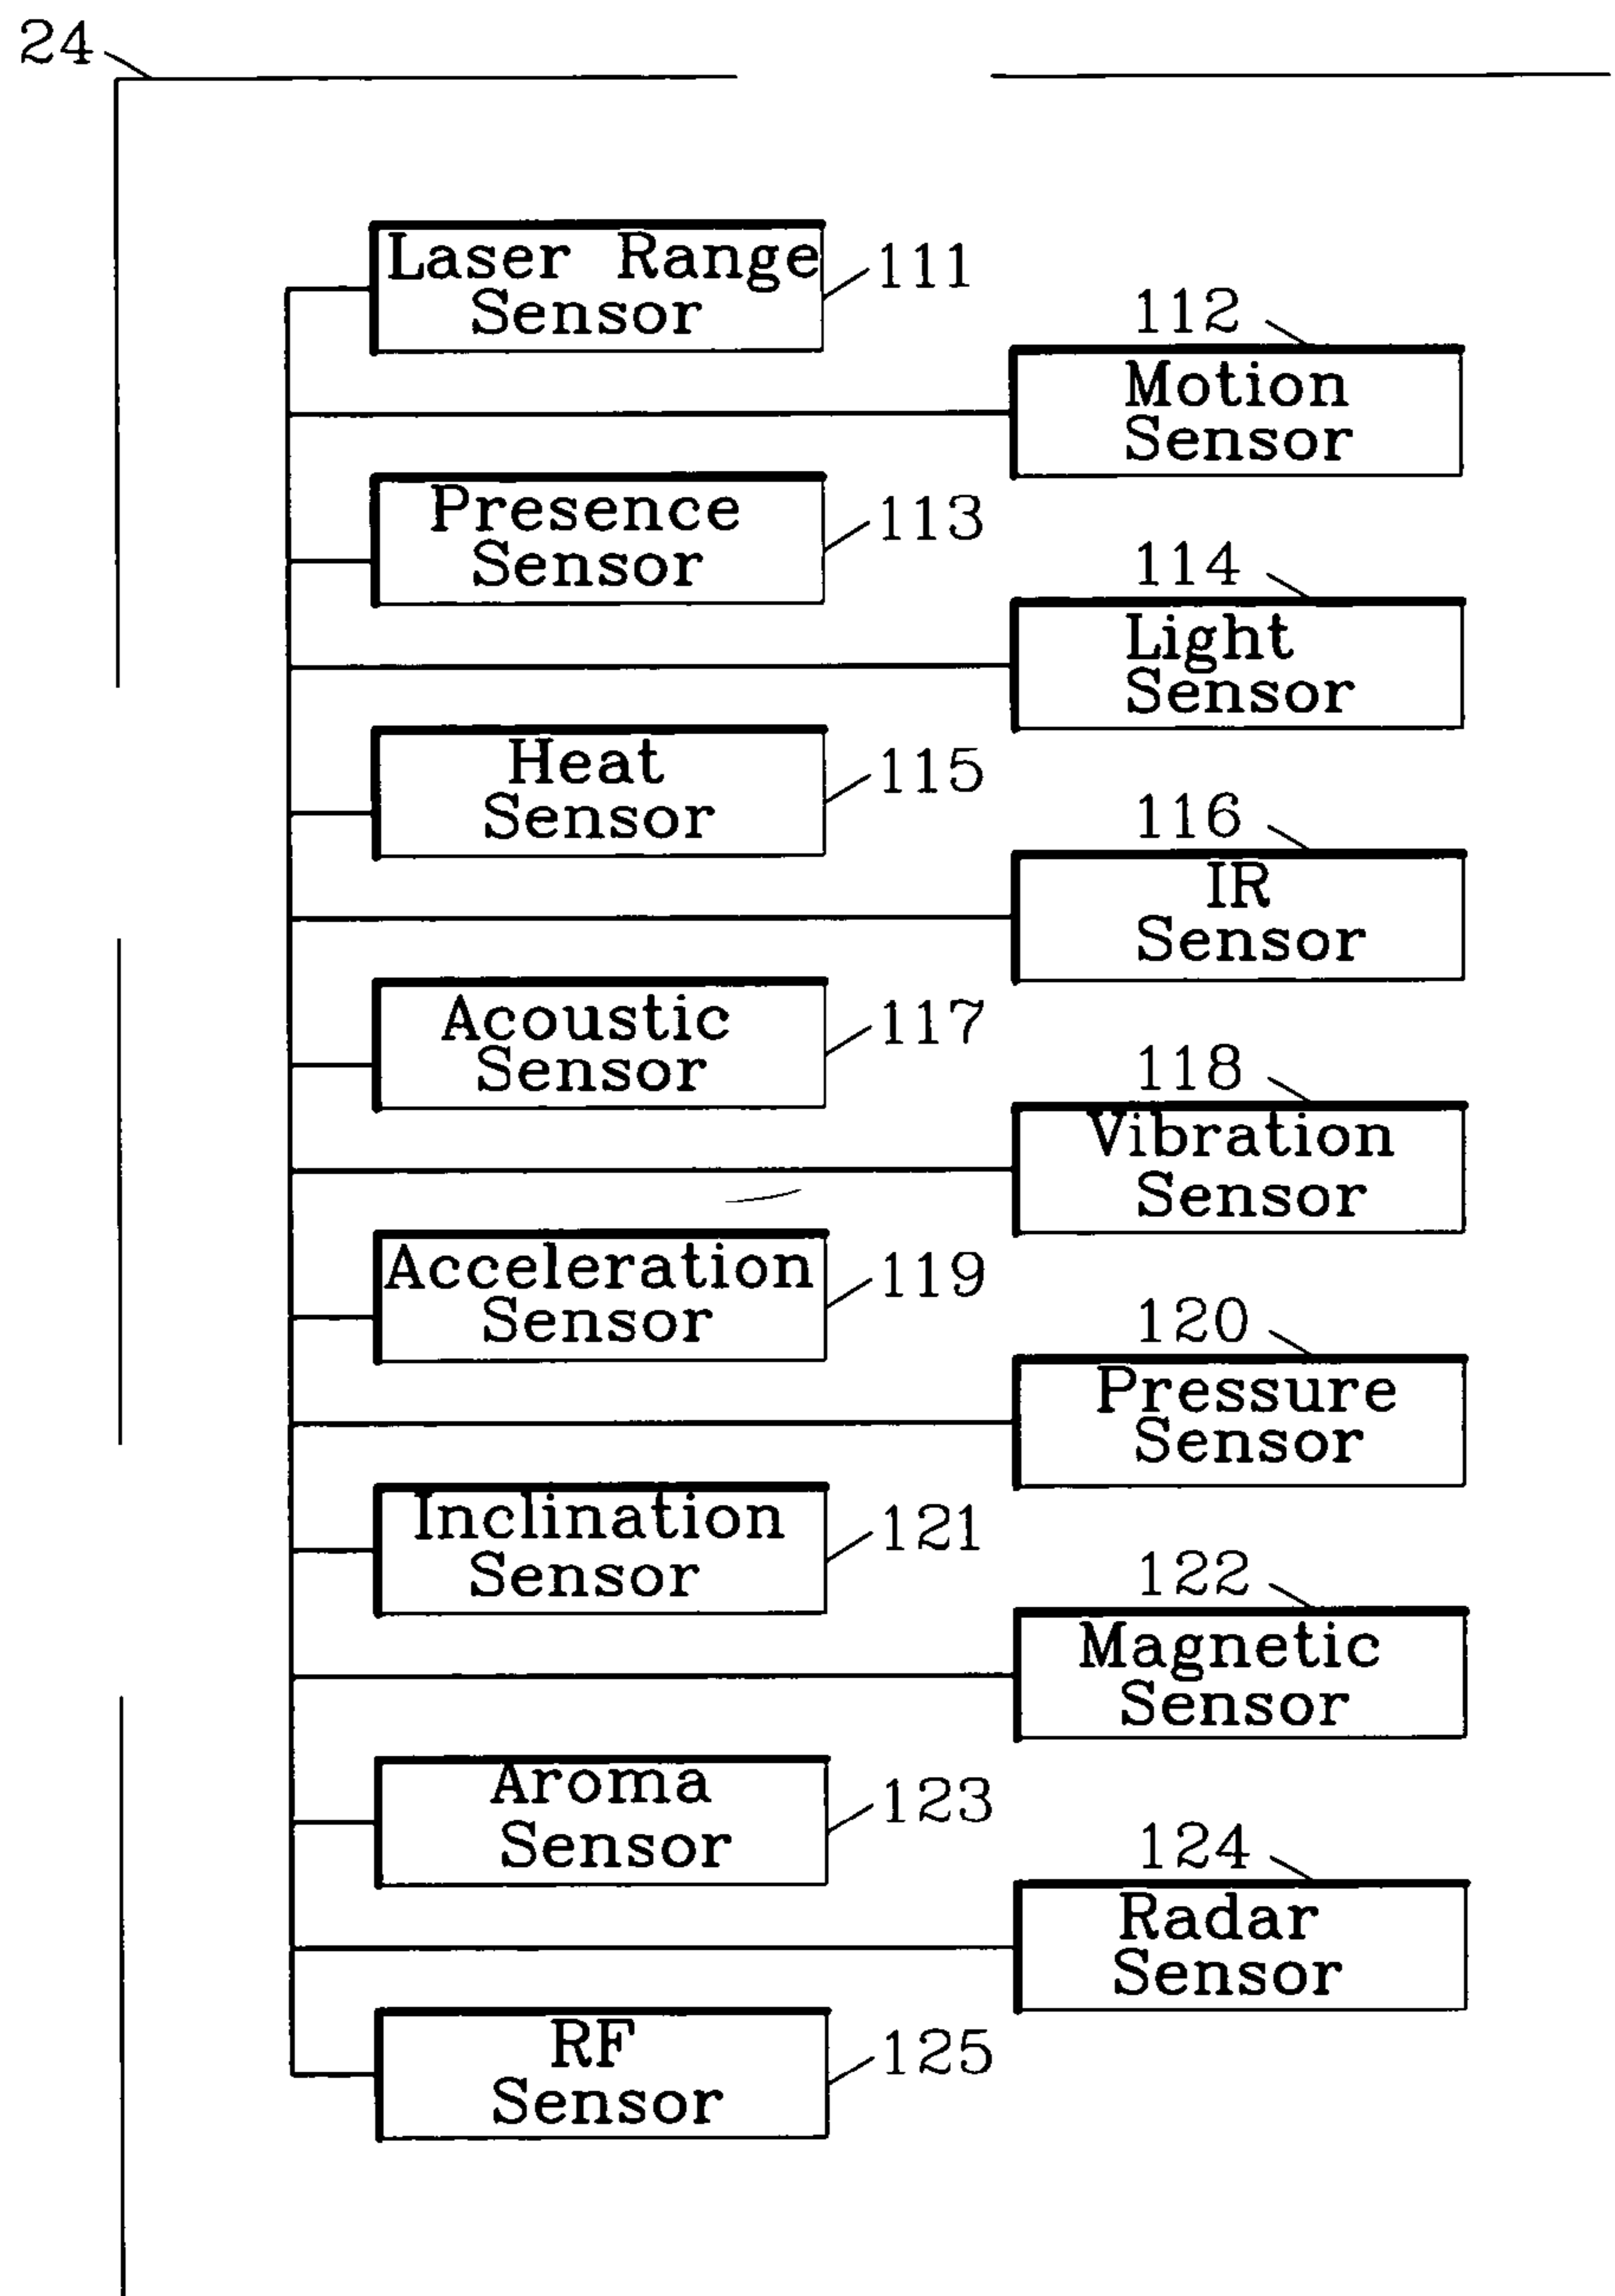 24
Laser Range
Sensor
111
112
Motion
Sensor
Presence
Sensor
113
114
Light
Sensor
Heat
Sensor
115
116
IR
Sensor
Acoustic
Sensor
117
118
Vibration
Sensor
Acceleration
Sensor
119
120
Pressure
Sensor
Inclination
Sensor
121
122
Magnetic
Sensor
Aroma
Sensor
123
124
Radar
Sensor
RF
Sensor
125